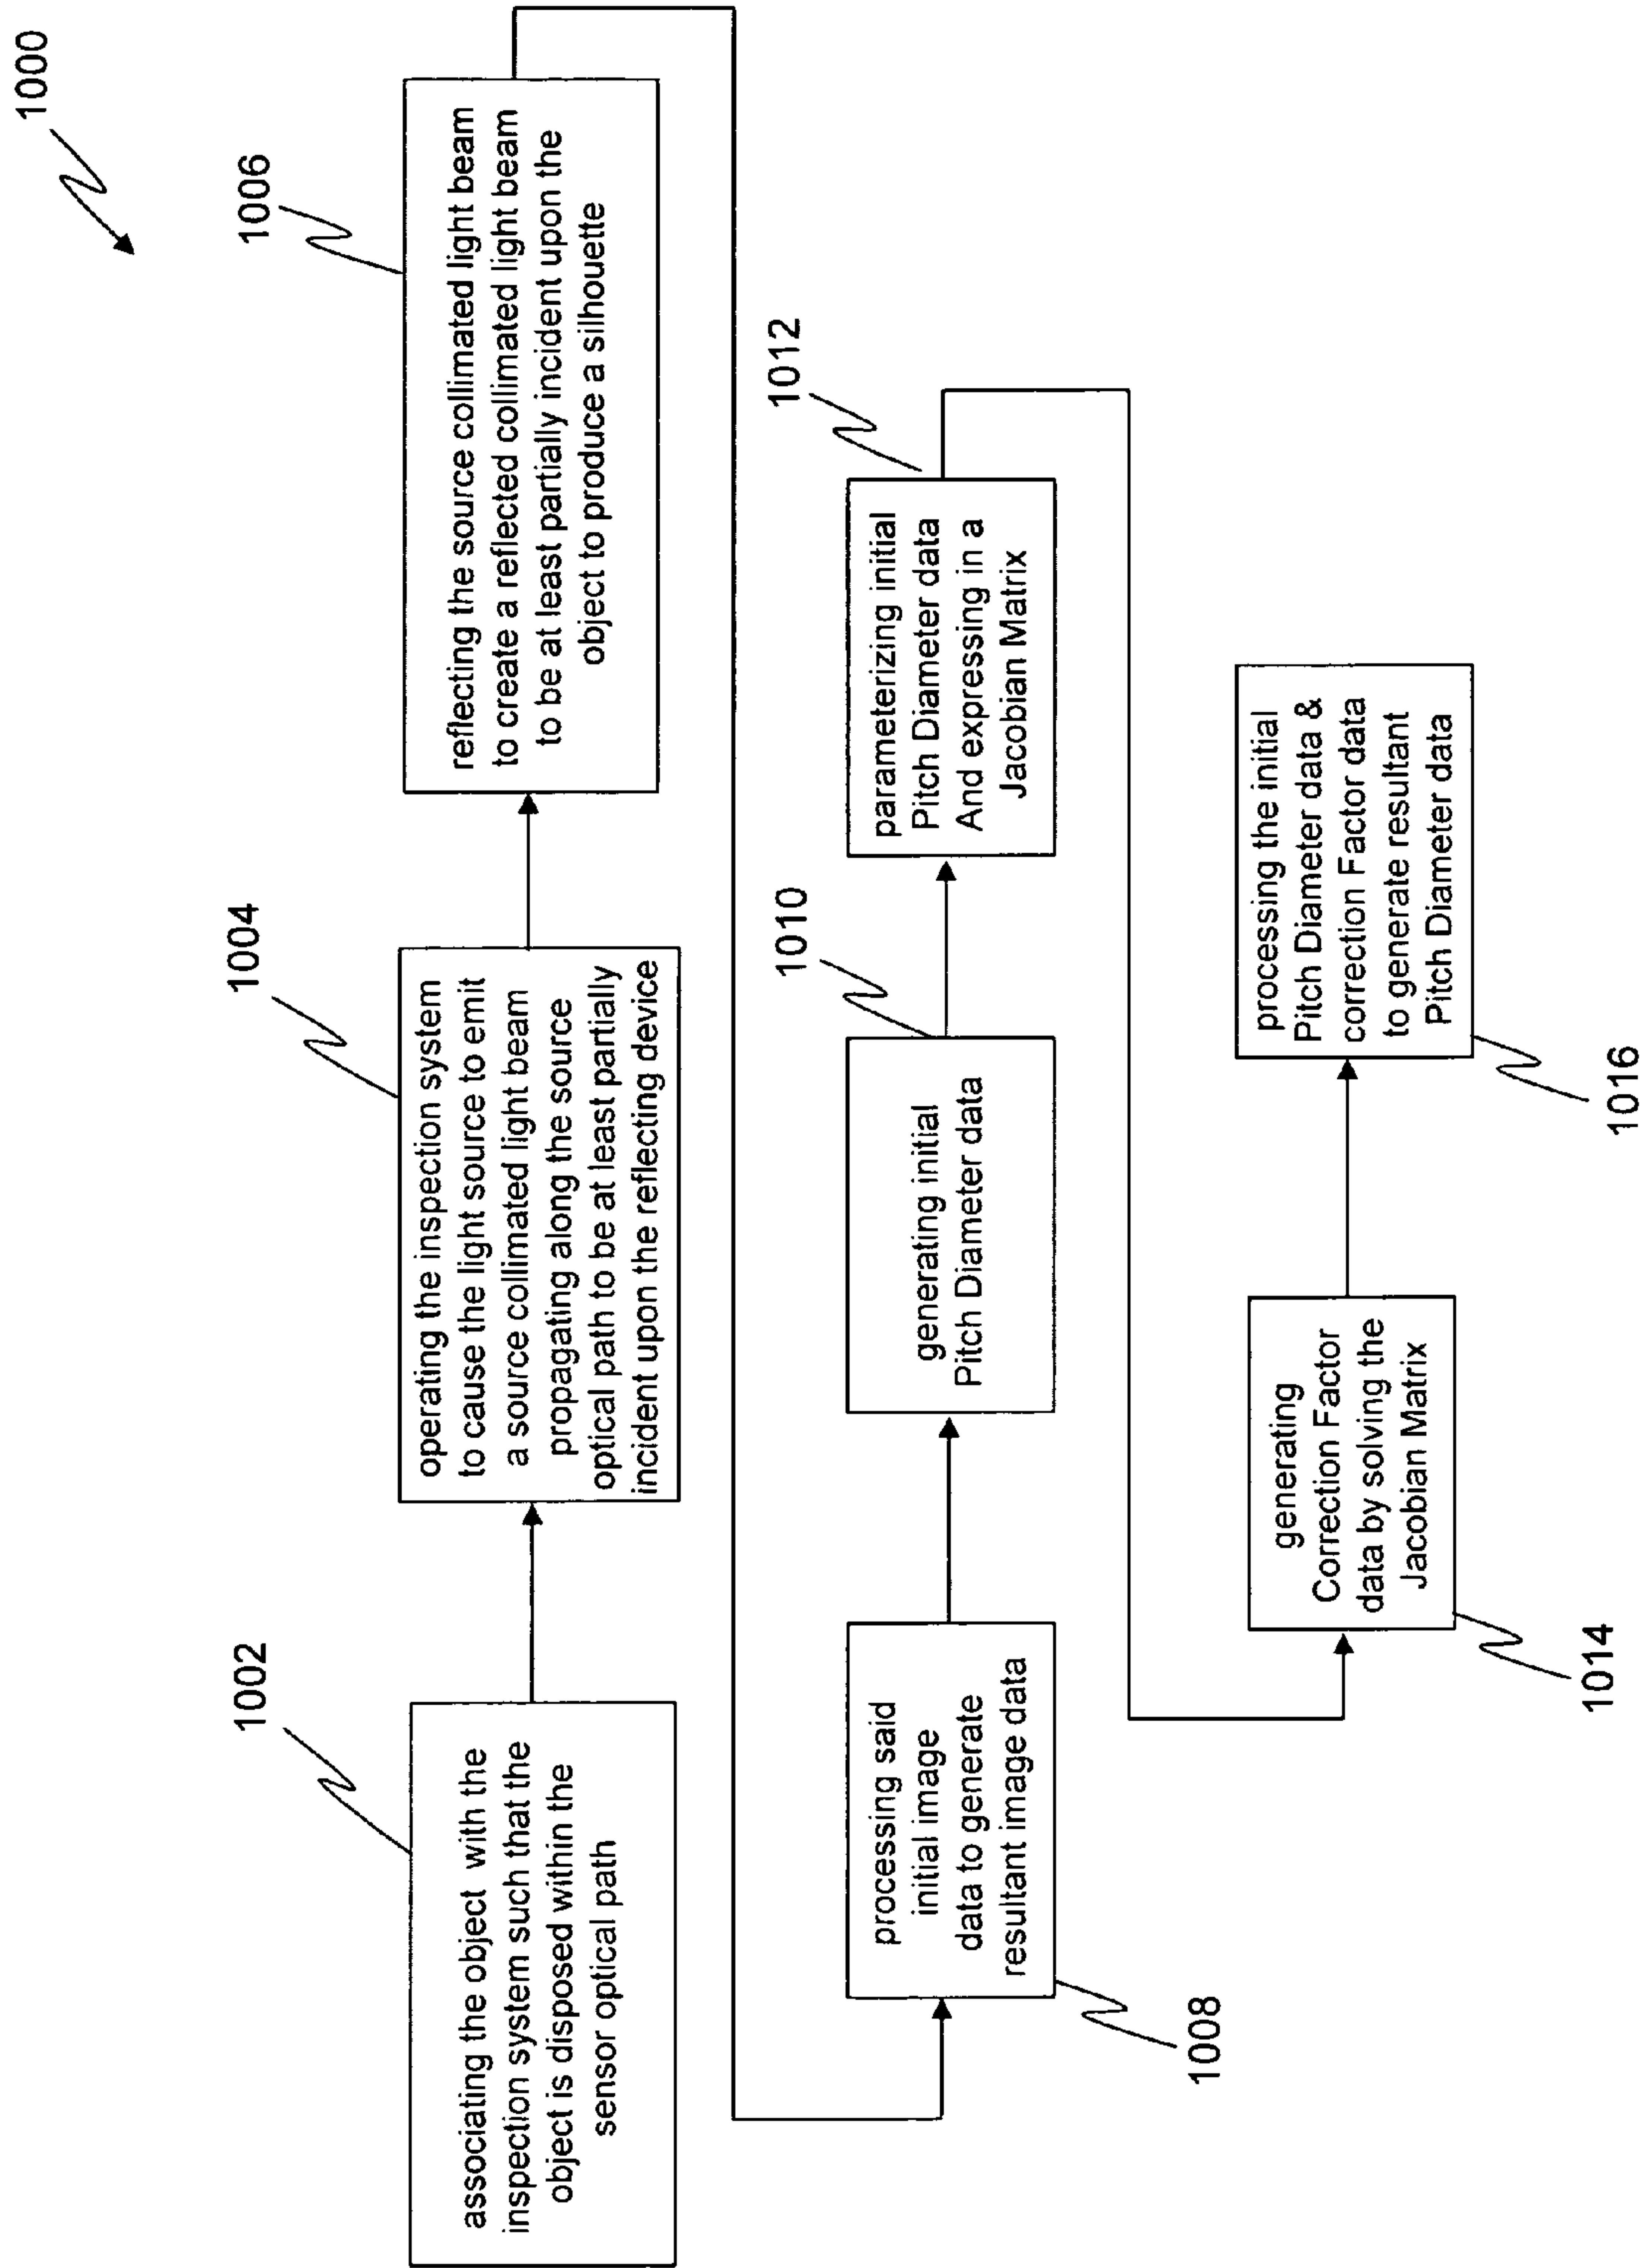 1000
1002
associating the object with the
inspection system such that the
object is disposed within the
sensor optical path
1004
operating the inspection system
to cause the light source to emit
a source collimated light beam
propagating along the source
optical path to be at least partially
incident upon the reflecting device
1006
reflecting the source collimated light beam
to create a reflected collimated light beam
to be at least partially incident upon the
object to produce a silhouette
1008
processing said
initial image
data to generate
resultant image data
1010
generating initial
Pitch Diameter data
1012
parameterizing initial
Pitch Diameter data
And expressing in a
Jacobian Matrix
1014
generating
Correction Factor
data by solving the
Jacobian Matrix
1016
processing the initial
Pitch Diameter data &
correction Factor data
to generate resultant
Pitch Diameter data